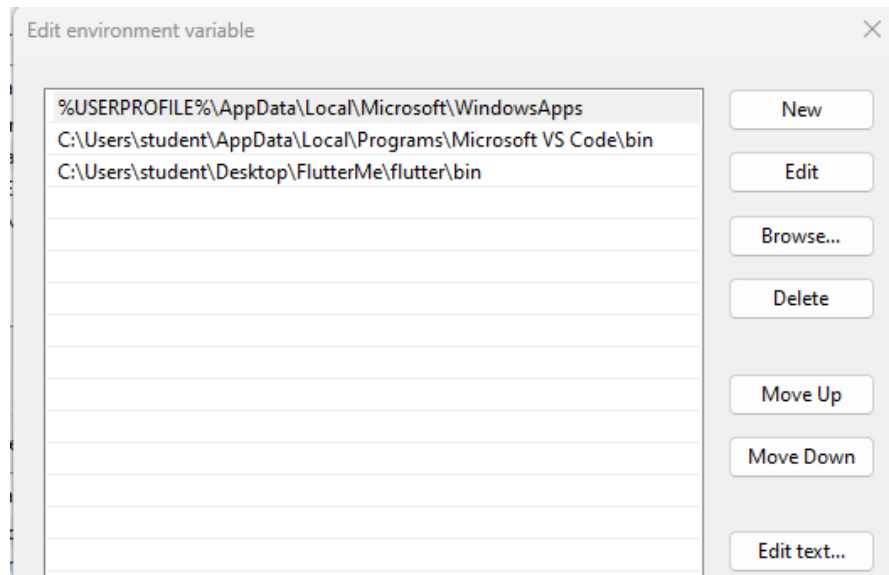 Edit environment variable
%USERPROFILE%\AppData\Local\Microsoft\WindowsApps
C:\Users\student\AppData\Local\Programs\Microsoft VS Code\bin
C:\Users\student\Desktop\FlutterMe\flutter\bin
New
Edit
Browse...
Delete
Move Up
Move Down
Edit text...